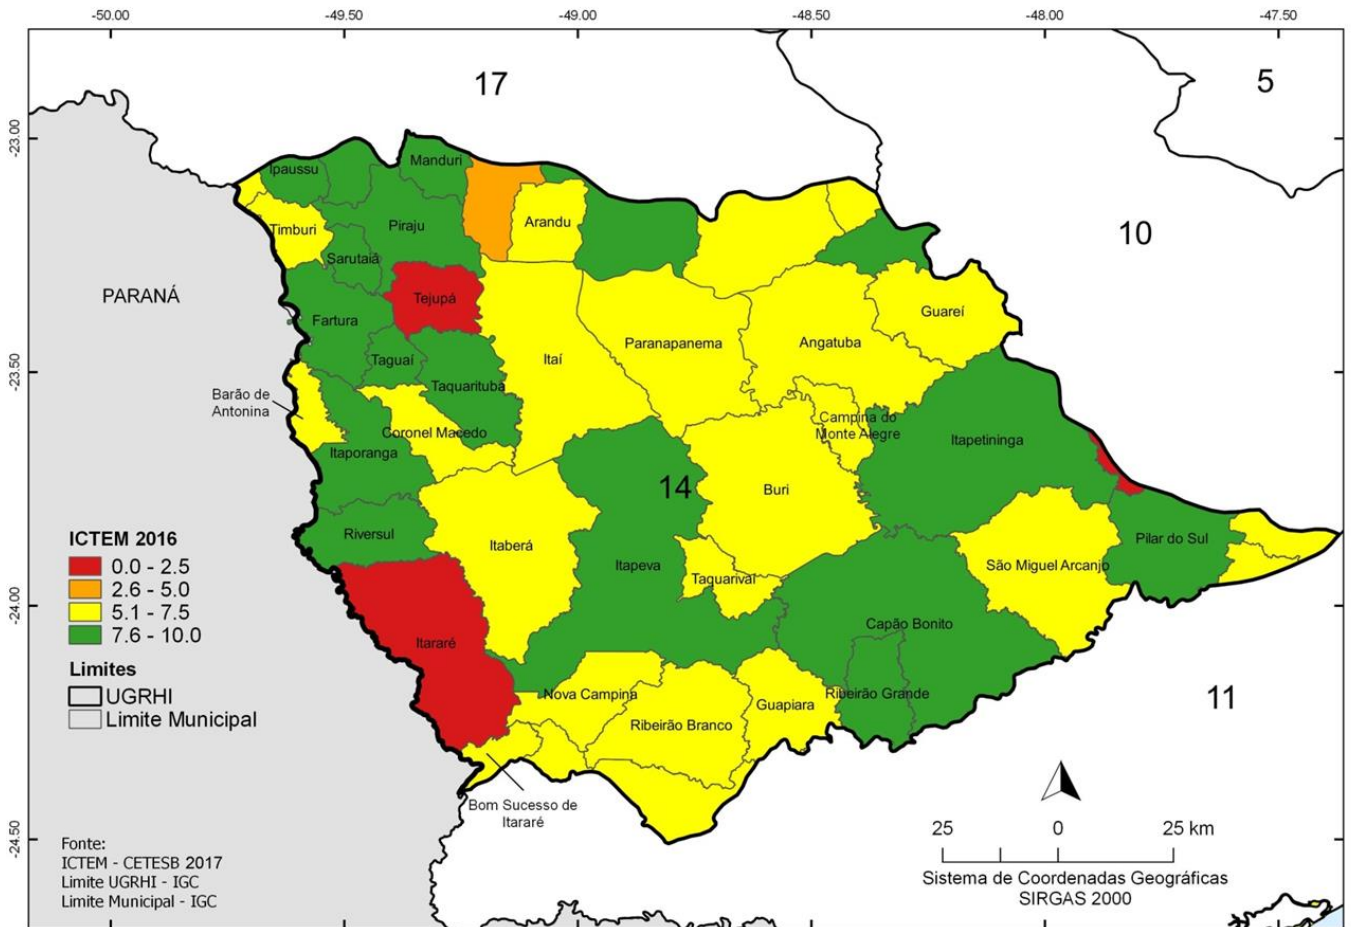 -50.00
-49.50
-49.00
-48.50
-48.00
-47.50
17
5
-23.00
Manduri
Ipaussu
Timburi
Piraju
Arandu
10
Sarutaiá
PARANÁ
Tejupá
Guareí
Fartura
Paranapanema
Angatuba
Taguaí
Itaí
-23.50
Taquarituba
Barão de
Antonina
Campina do
Monte Alegre
Coronel Macedo
Itapetininga
Itaporanga
14
Buri
Riversul
Pilar do Sul
Itaberá
Itapeva
São Miguel Arcanjo
Taquarivaí
ICTEM 2016
0.0 - 2.5
2.6 - 5.0
5.1 - 7.5
7.6 - 10.0
-24.00
Capão Bonito
Itararé
Limites
UGRHI
Limite Municipal
Nova Campina
Ribeirão Grande
11
Guapiara
Ribeirão Branco
Bom Sucesso de
Itararé
-24.50
25
0
25 km
Sistema de Coordenadas Geográficas
SIRGAS 2000
Fonte:
ICTEM - CETESB 2017
Limite UGRHI - IGC
Limite Municipal - IGC